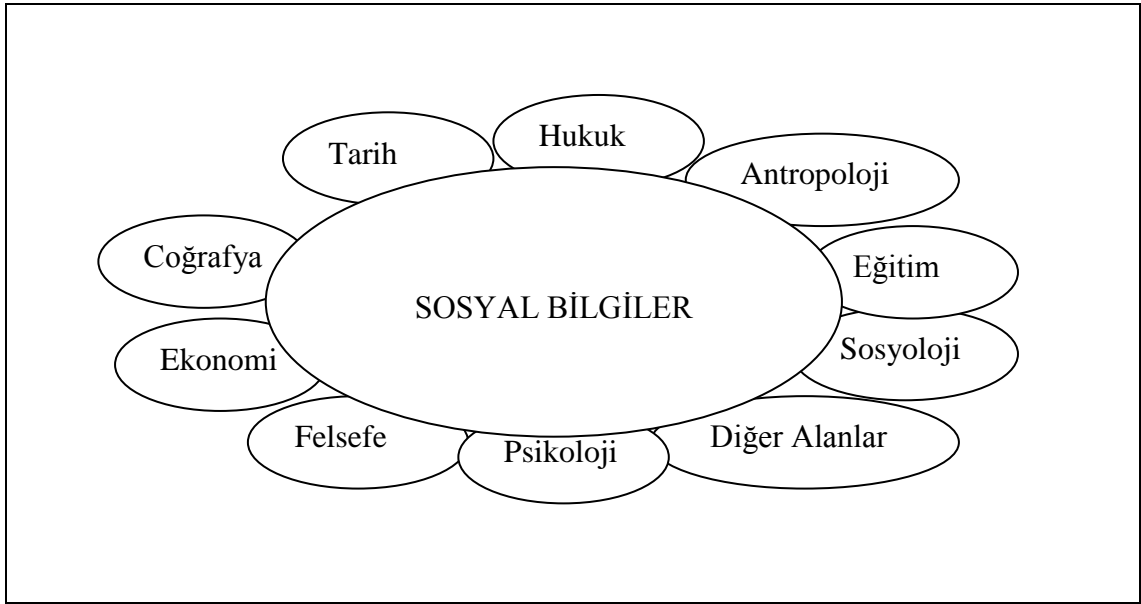 Hukuk
Tarih
Antropoloji
Coğrafya
Eğitim
SOSYAL BİLGİLER
Sosyoloji
Ekonomi
Felsefe
Diğer Alanlar
Psikoloji